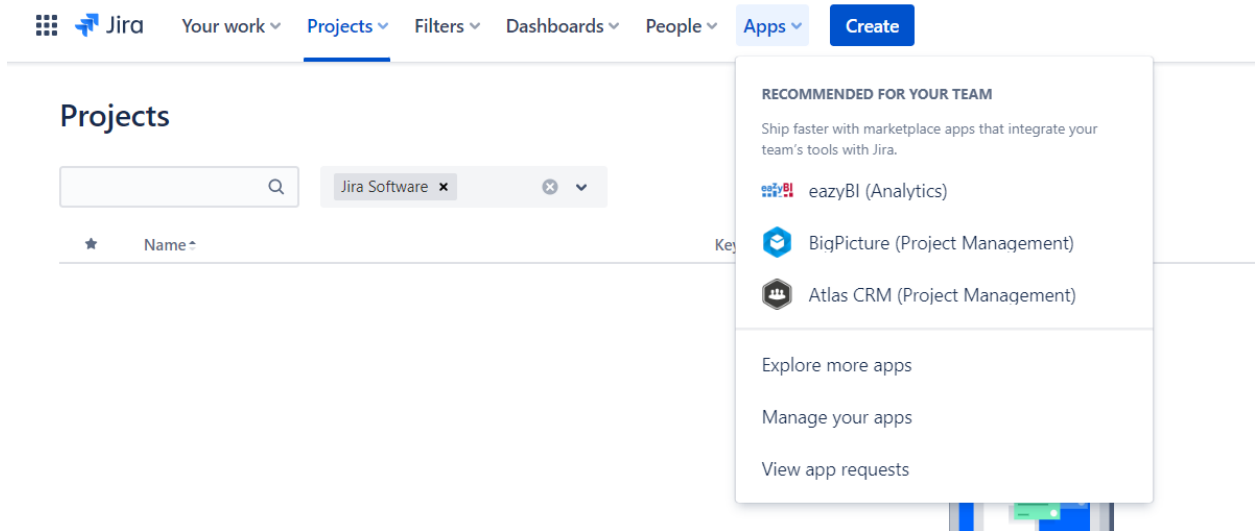 Jira Your work Projects Filters Dashboards People Apps Create
Projects
Jira Software
Name
RECOMMENDED FOR YOUR TEAM
Ship faster with marketplace apps that integrate your
team's tools with Jira.
eazyBI eazyBI (Analytics)
BigPicture (Project Management)
Atlas CRM (Project Management)
Explore more apps
Manage your apps
View app requests